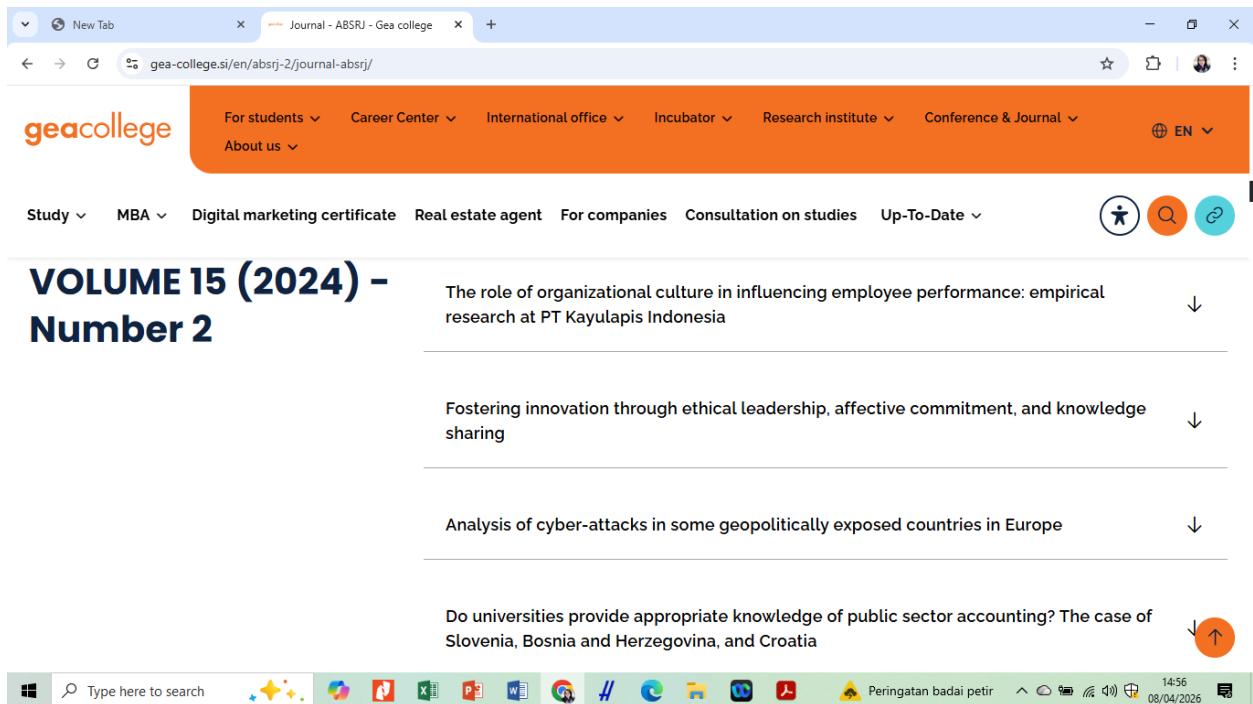 New Tab
Journal - ABSRJ - Gea college
gea-college.si/en/absrj-2/journal-absrj/
geacollege
For students
Career Center
International office
Incubator
Research institute
Conference & Journal
About us
EN
Study
MBA
Digital marketing certificate
Real estate agent
For companies
Consultation on studies
Up-To-Date
VOLUME 15 (2024) -
Number 2
The role of organizational culture in influencing employee performance: empirical
research at PT Kayulapis Indonesia
Fostering innovation through ethical leadership, affective commitment, and knowledge
sharing
Analysis of cyber-attacks in some geopolitically exposed countries in Europe
Do universities provide appropriate knowledge of public sector accounting? The case of
Slovenia, Bosnia and Herzegovina, and Croatia
Type here to search
Peringatan badai petir
14:56
08/04/2026